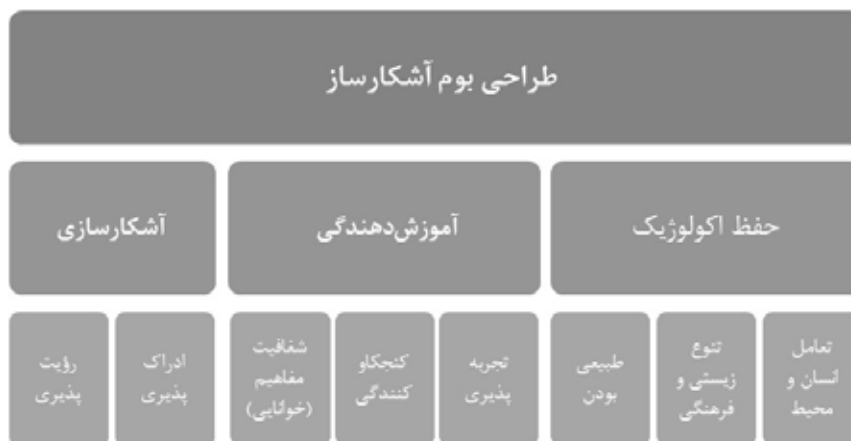 طراحی بوم آشکارساز
حفظ اکولوژیک
آموزش‌دهندگی
آشکارسازی
تعامل
انسان و
محیط
تنوع
زیستی و
فرهنگی
طبیعی
بودن
تجربه
پذیری
کنجکاو
کنندگی
شفافیت
مفاهیم
(خوانایی)
ادراک
پذیری
رؤیت
پذیری